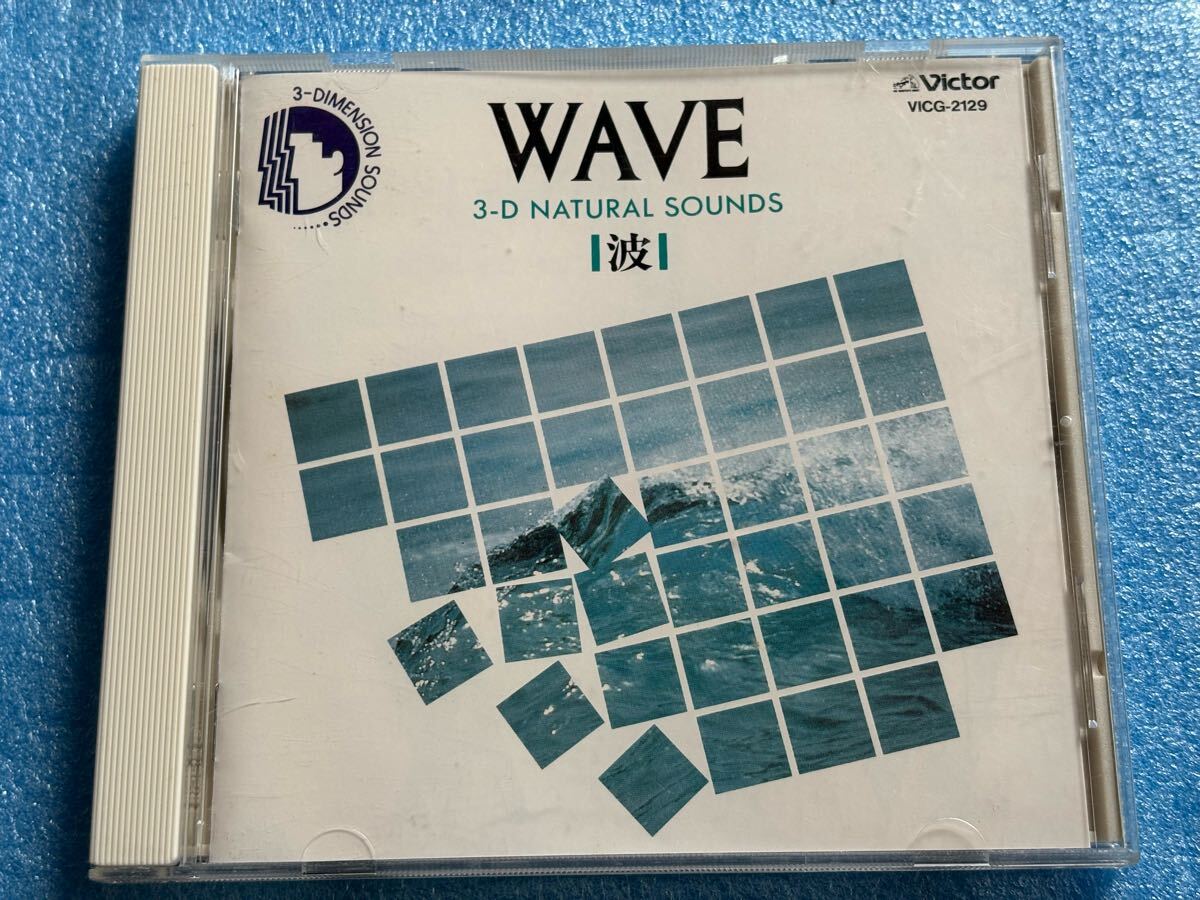 3-DIMENSION SOUNDS......
WAVE
3-D NATURAL SOUNDS
波
Victor
VICG-2129